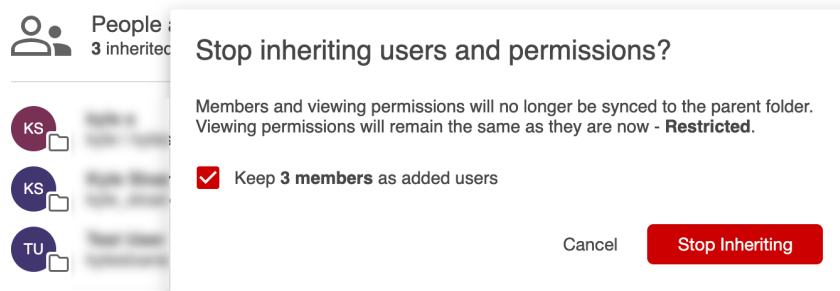 People
3 inherited
KS
KS
TU
Stop inheriting users and permissions?
Members and viewing permissions will no longer be synced to the parent folder.
Viewing permissions will remain the same as they are now - Restricted.
Keep 3 members as added users
Cancel
Stop Inheriting